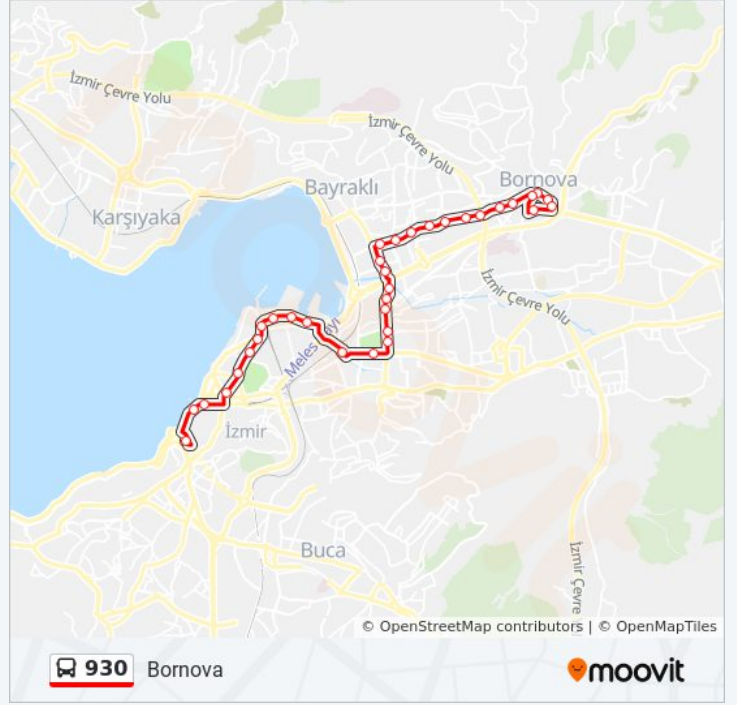 İzmir Çevre Yolu
İzmir Çevre Yolu
Bayraklı
Bornova
Karşıyaka
İzmir Çevre Yolu
Meles
İzmir
Buca
İzmir Çevre
© OpenStreetMap contributors | © OpenMapTiles
930 Bornova
moovit